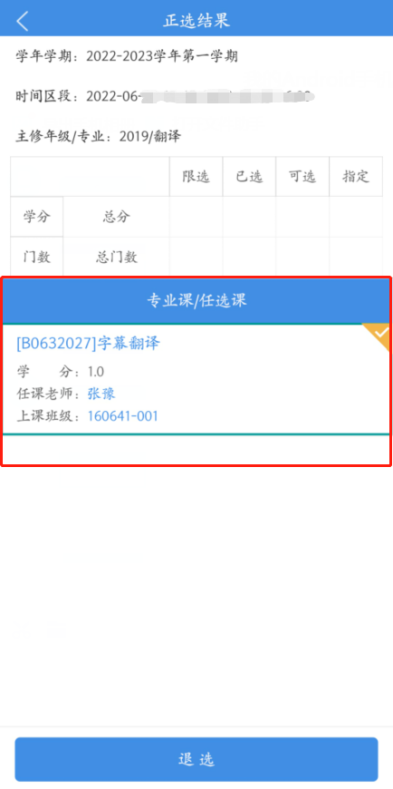 正选结果
学年学期：2022-2023学年第一学期
时间区段：2022-06-
主修年级/专业：2019/翻译
限选 已选 可选 指定
学分 总分
门数 总门数
专业课/任选课
[B0632027]字幕翻译
学 分：1.0
任课老师：张豫
上课班级：160641-001
退 选